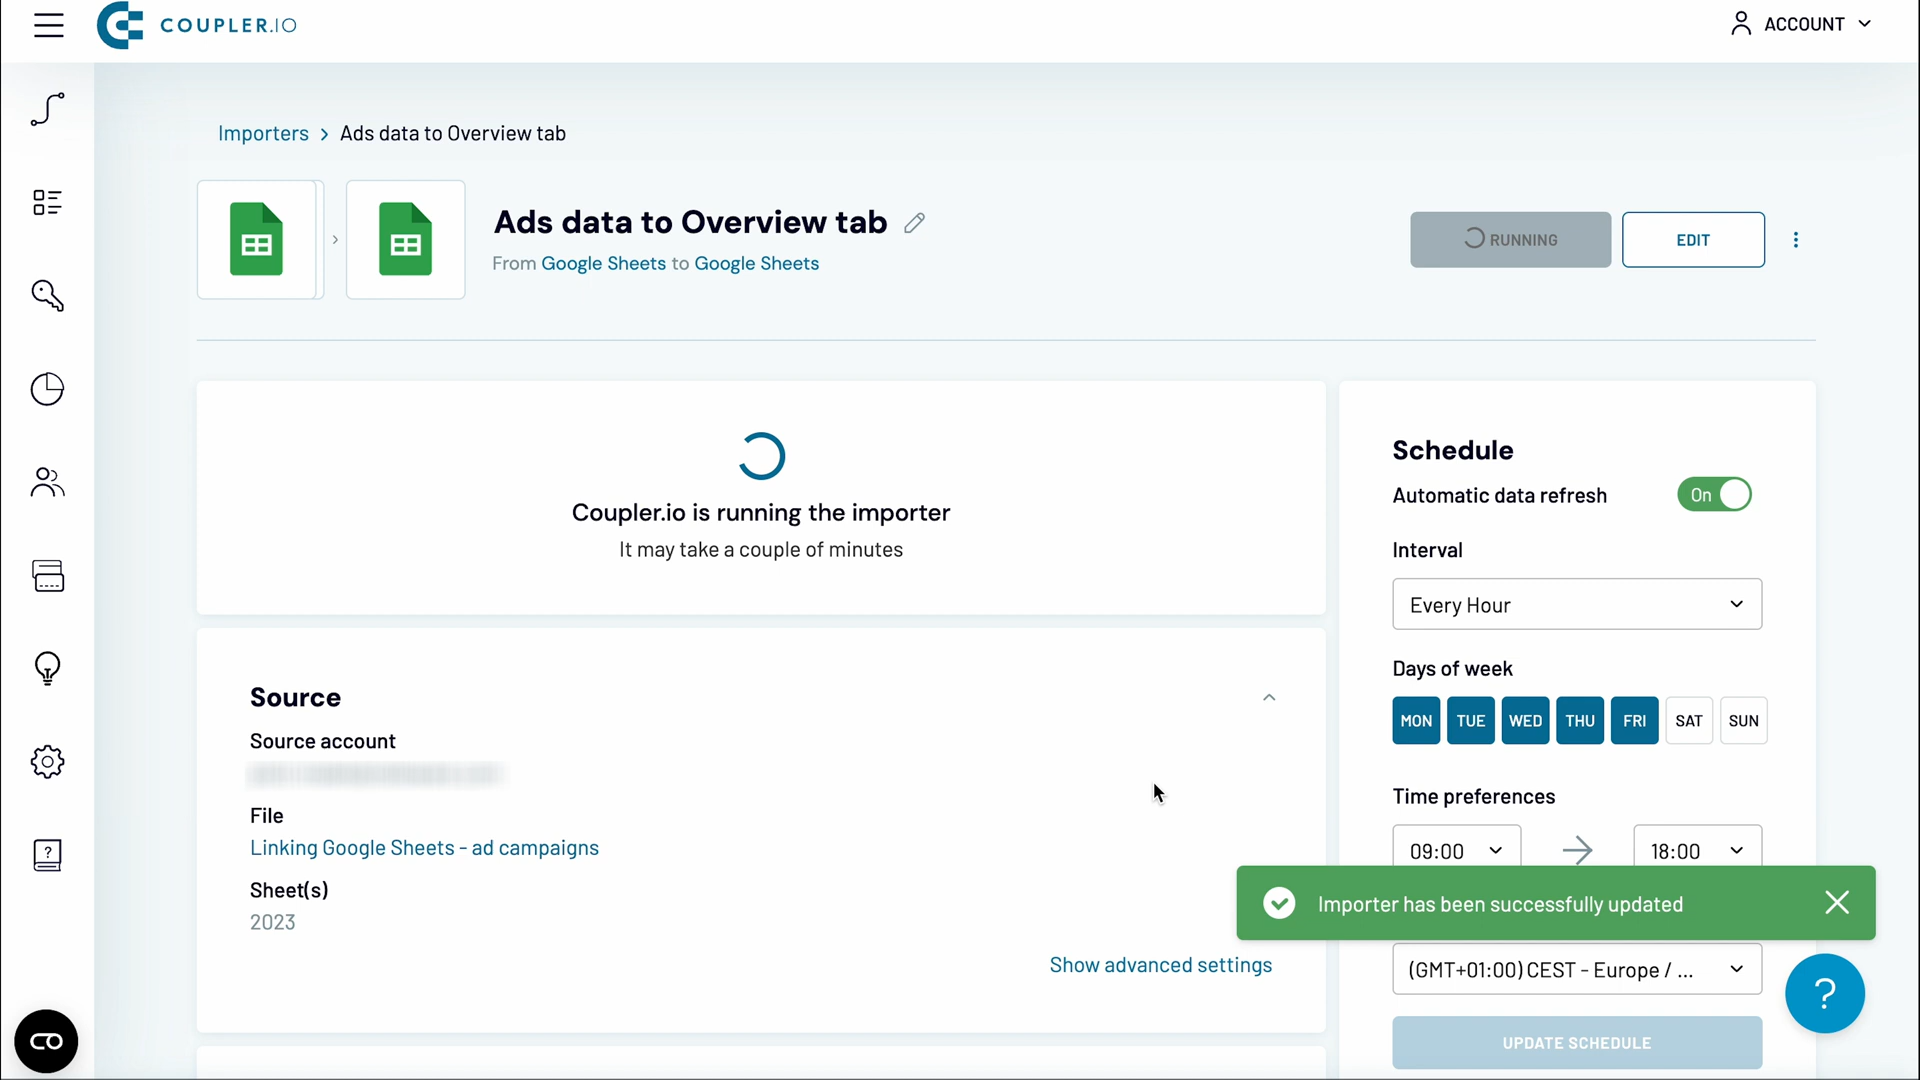 COUPLER.IO
ACCOUNT
Importers > Ads data to Overview tab
Ads data to Overview tab
From Google Sheets to Google Sheets
RUNNING
EDIT
Coupler.io is running the importer
It may take a couple of minutes
Source
Source account
File
Linking Google Sheets - ad campaigns
Sheet(s)
2023
Show advanced settings
Schedule
Automatic data refresh
On
Interval
Every Hour
Days of week
MON TUE WED THU FRI SAT SUN
Time preferences
09:00 18:00
Importer has been successfully updated
(GMT+01:00) CEST - Europe / ...
UPDATE SCHEDULE
?
CO